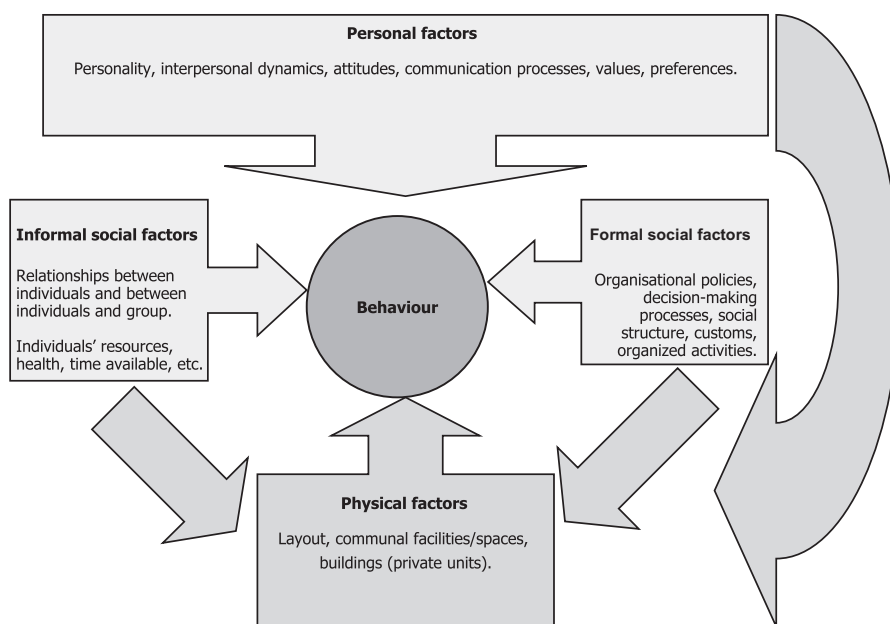 Personal factors
Personality, interpersonal dynamics, attitudes, communication processes, values, preferences.
Informal social factors
Relationships between
individuals and between
individuals and group.
Individuals’ resources,
health, time available, etc.
Behaviour
Formal social factors
Organisational policies,
decision-making
processes, social
structure, customs,
organized activities.
Physical factors
Layout, communal facilities/spaces,
buildings (private units).